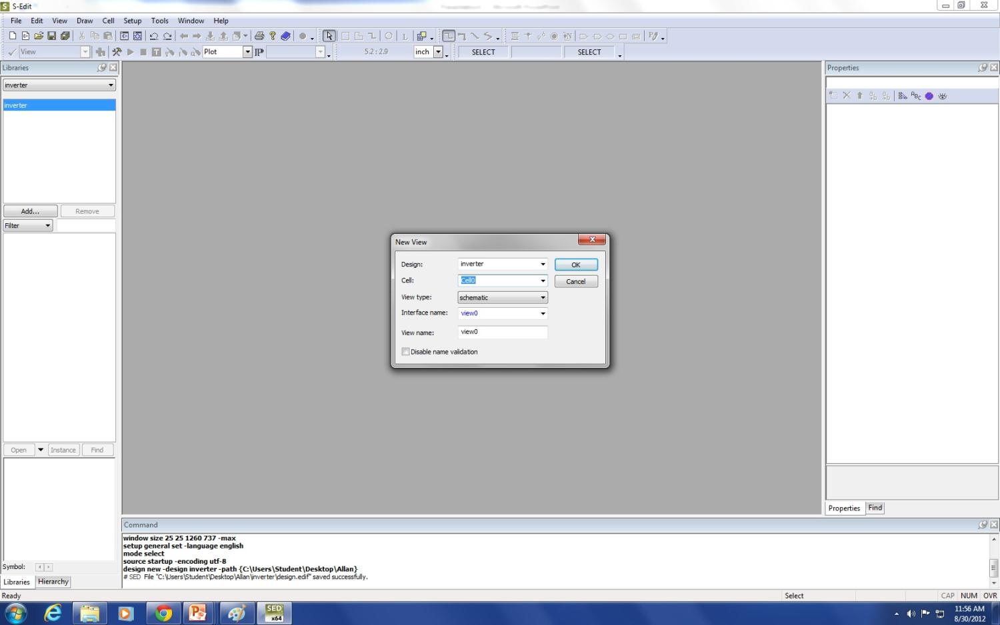 S-Edit
File Edit View Draw Cell Setup Tools Window Help
View Plot IP 5.2 : 2.9 inch SELECT SELECT
Libraries
inverter
inverter
Add... Remove
Filter
Open Instance Find
Symbol:
Libraries Hierarchy
New View
Design: inverter OK
Cell: Cell0 Cancel
View type: schematic
Interface name: view0
View name: view0
Disable name validation
Properties
ABC
Properties Find
Command
window size 25 25 1260 737 -max
setup general set -language english
mode select
source startup -encoding utf-8
design new -design inverter -path {C:\Users\Student\Desktop\Allan}
# SED File "C:\Users\Student\Desktop\Allan\inverter\design.edif" saved successfully.
Ready Select CAP NUM OVR
SED
x64
11:56 AM
8/30/2012